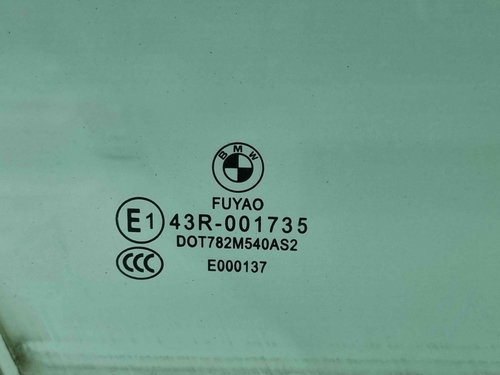 BMW
FUYAO
E1 43R-001735
DOT782M540AS2
CCC E000137